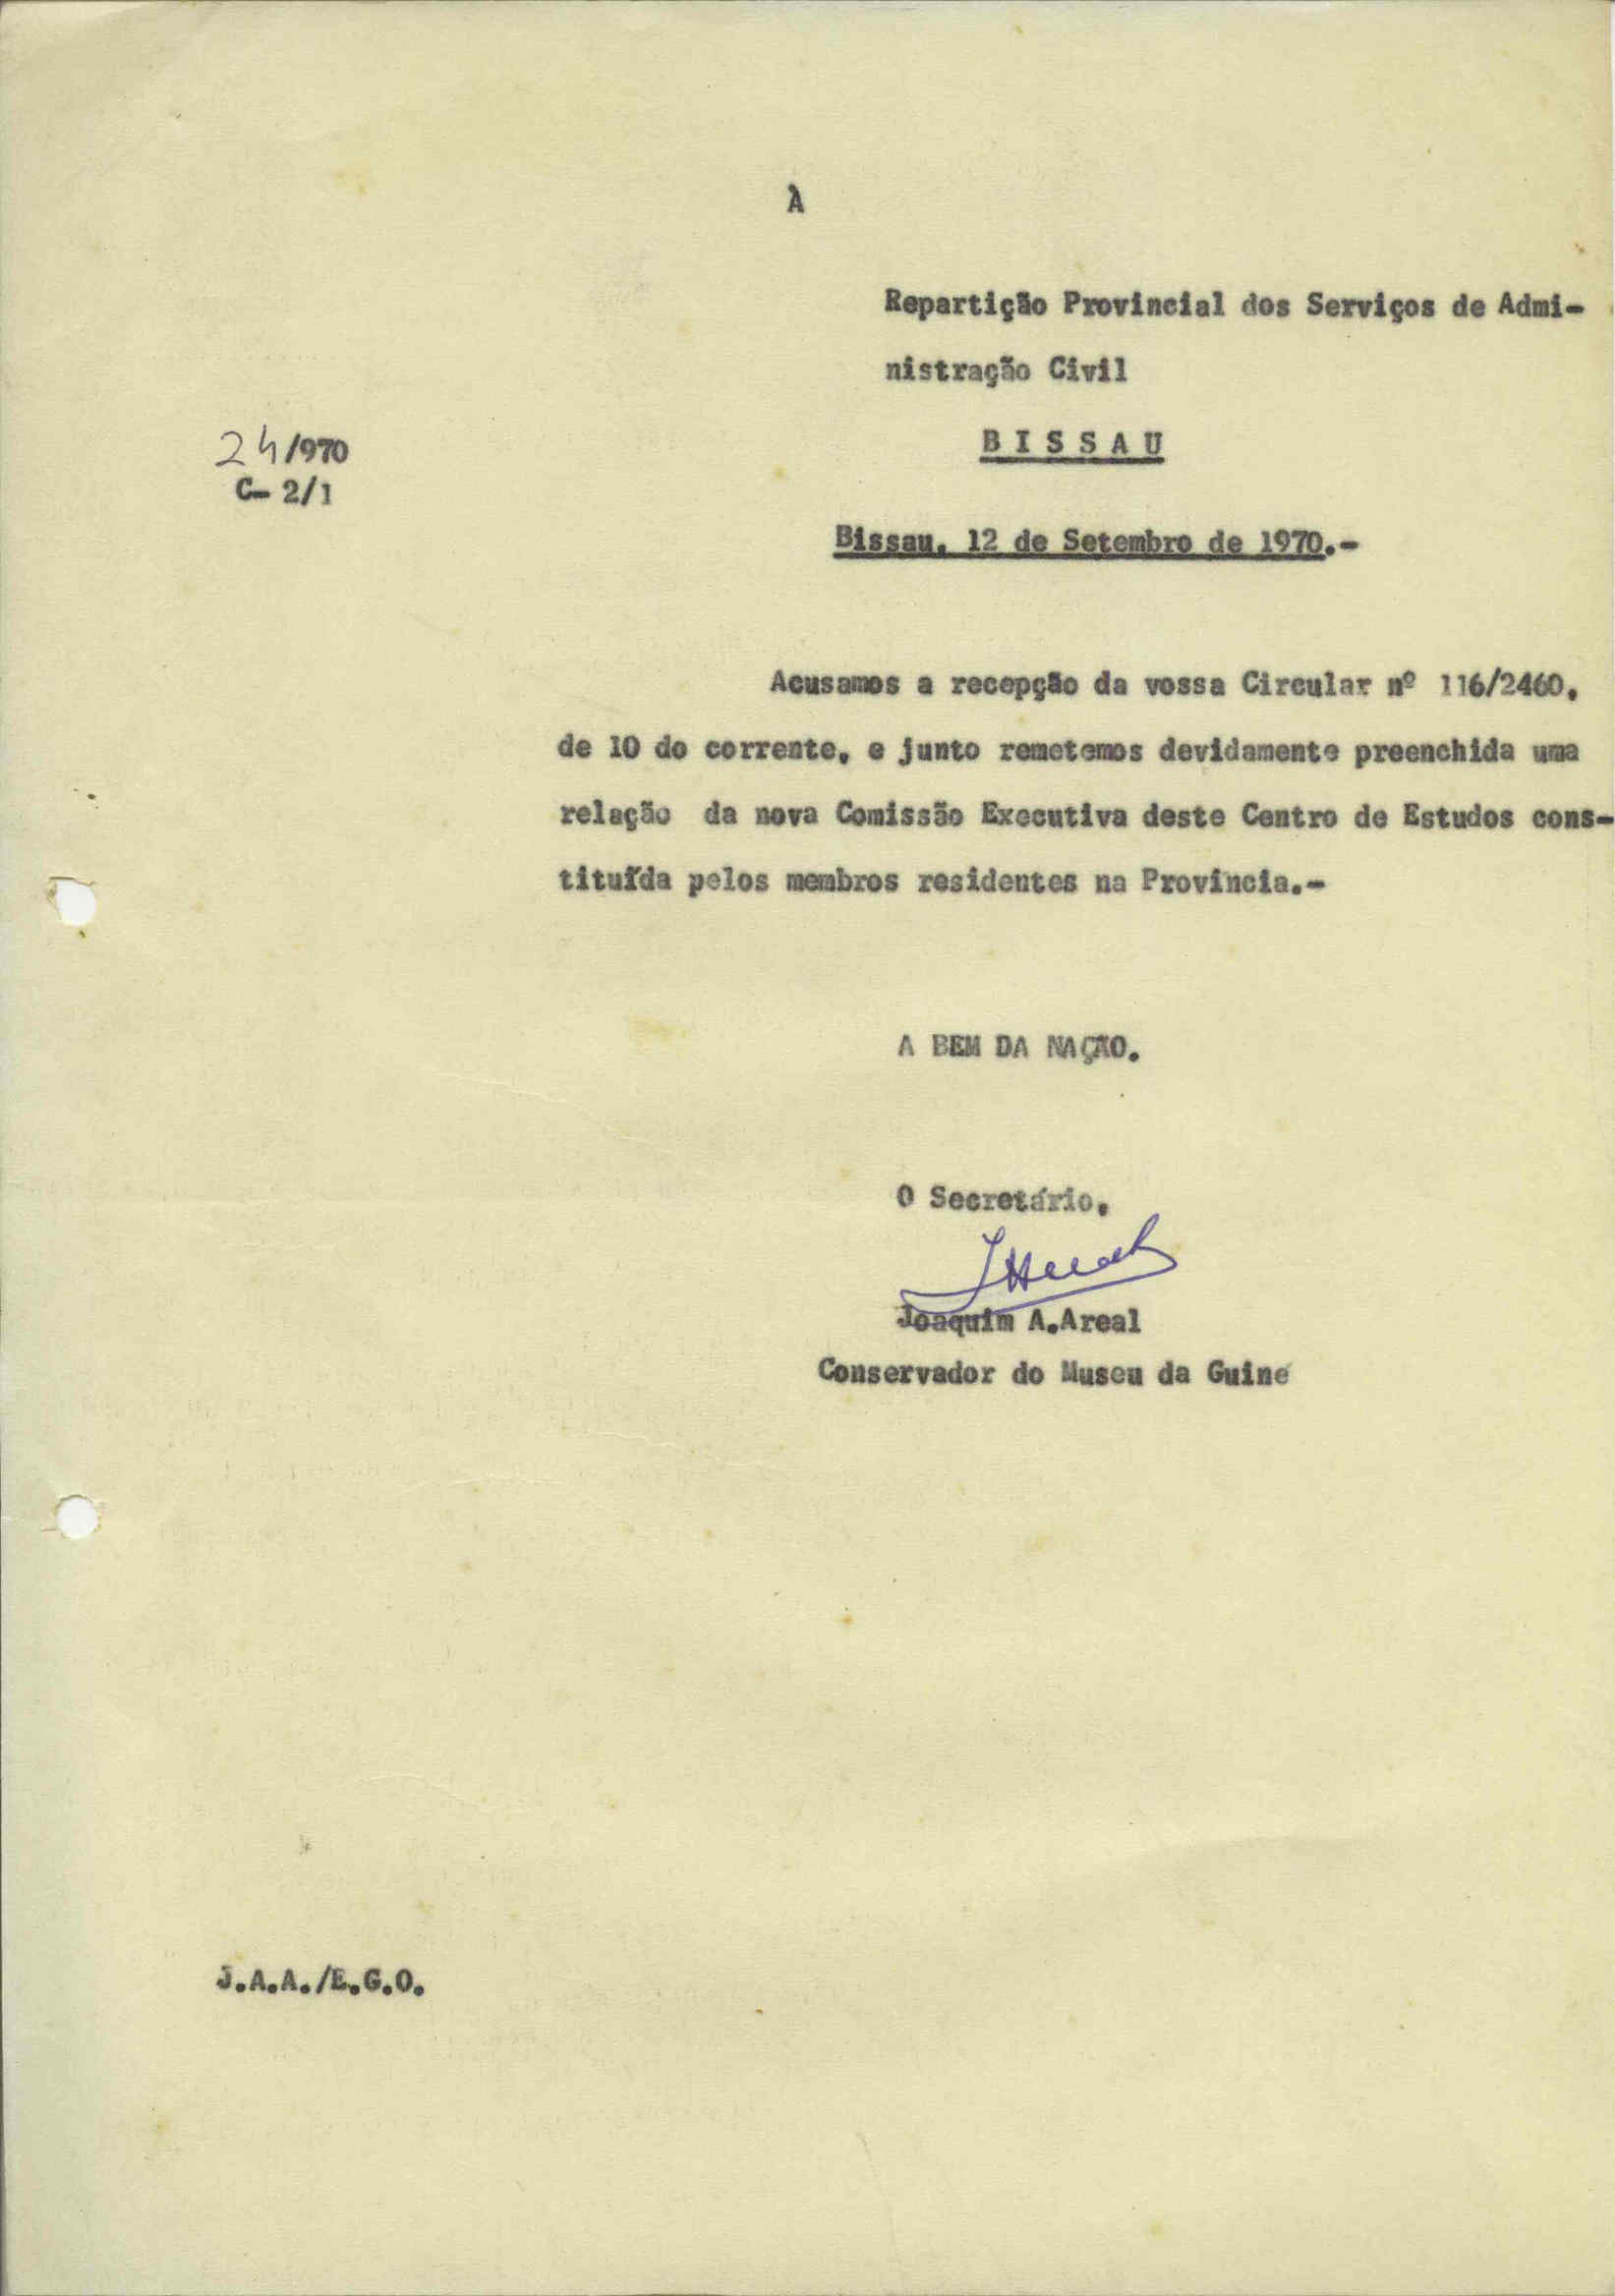 À
Repartição Provincial dos Serviços de Admi-
nistração Civil
B I S S A U
24/970
C- 2/1
Bissau, 12 de Setembro de 1970.-
Acusamos a recepção da vossa Circular nº 116/2460,
de 10 do corrente, e junto remetemos devidamente preenchida uma
relação da nova Comissão Executiva deste Centro de Estudos cons-
tituída pelos membros residentes na Província.-
A BEM DA NAÇÃO.
O Secretário,
Joaquim A.Areal
Conservador do Museu da Guiné
J.A.A./E.G.O.